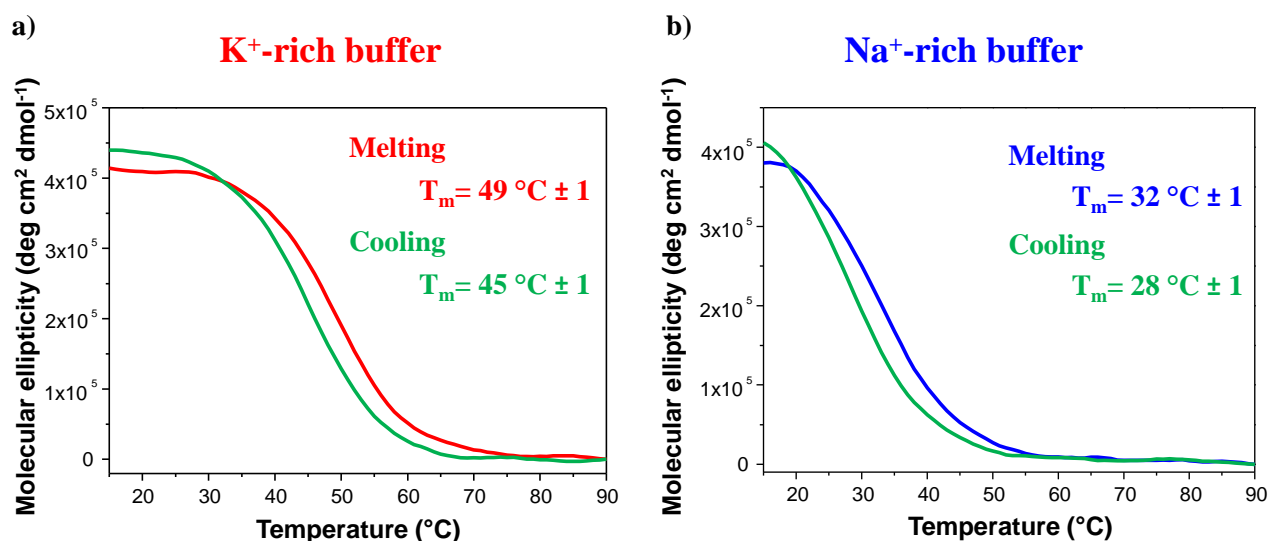 a)
K⁺-rich buffer
Molecular ellipticity (deg cm² dmol⁻¹)
5x10⁵
4x10⁵
3x10⁵
2x10⁵
1x10⁵
0
Melting
Tₘ= 49 °C ± 1
Cooling
Tₘ= 45 °C ± 1
20 30 40 50 60 70 80 90
Temperature (°C)
b)
Na⁺-rich buffer
Molecular ellipticity (deg cm² dmol⁻¹)
4x10⁵
3x10⁵
2x10⁵
1x10⁵
0
Melting
Tₘ= 32 °C ± 1
Cooling
Tₘ= 28 °C ± 1
20 30 40 50 60 70 80 90
Temperature (°C)